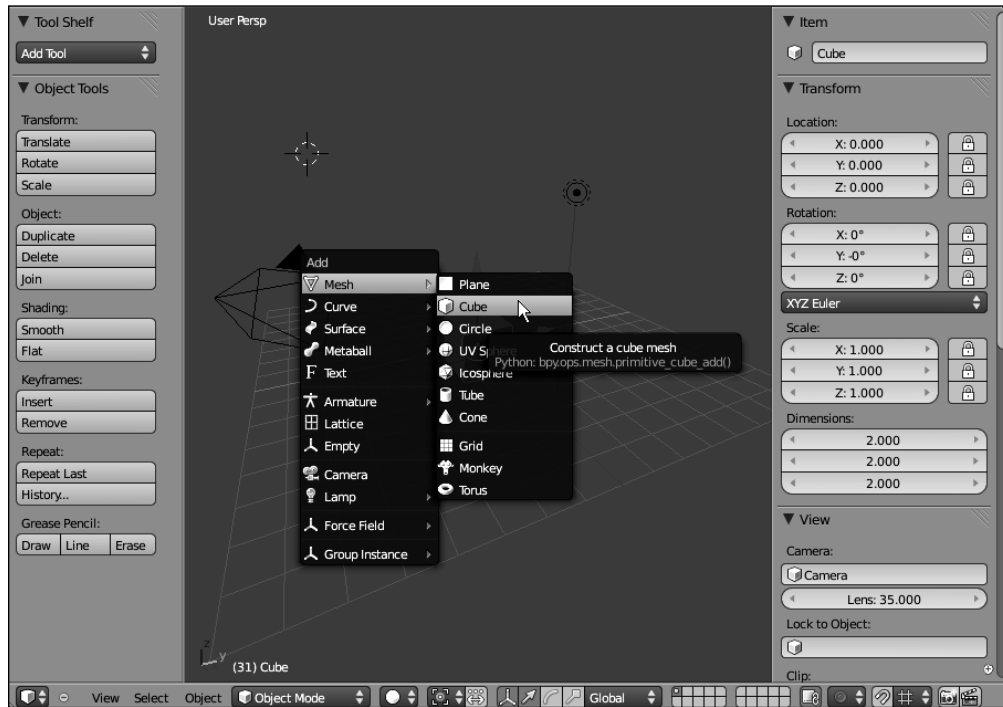 Tool Shelf
Add Tool
Object Tools
Transform:
Translate
Rotate
Scale
Object:
Duplicate
Delete
Join
Shading:
Smooth
Flat
Keyframes:
Insert
Remove
Repeat:
Repeat Last
History...
Grease Pencil:
Draw Line Erase
User Persp
Add
Mesh
Curve
Surface
Metaball
Text
Armature
Lattice
Empty
Camera
Lamp
Force Field
Group Instance
Plane
Cube
Circle
UV Sphere
Icosphere
Tube
Cone
Grid
Monkey
Torus
Construct a cube mesh
Python: bpy.ops.mesh.primitive_cube_add()
z
y
(31) Cube
Item
Cube
Transform
Location:
X: 0.000
Y: 0.000
Z: 0.000
Rotation:
X: 0°
Y: -0°
Z: 0°
XYZ Euler
Scale:
X: 1.000
Y: 1.000
Z: 1.000
Dimensions:
2.000
2.000
2.000
View
Camera:
Camera
Lens: 35.000
Lock to Object:
Clip:
View Select Object Object Mode Global